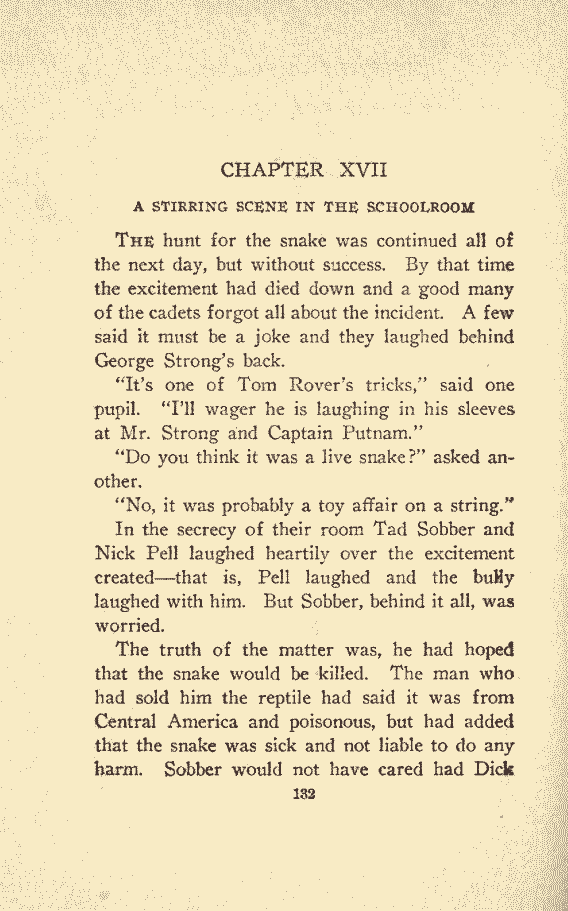 CHAPTER XVII
A STIRRING SCENE IN THE SCHOOLROOM
THE hunt for the snake was continued all of
the next day, but without success. By that time
the excitement had died down and a good many
of the cadets forgot all about the incident. A few
said it must be a joke and they laughed behind
George Strong's back.
"It's one of Tom Rover's tricks," said one
pupil. "I'll wager he is laughing in his sleeves
at Mr. Strong and Captain Putnam."
"Do you think it was a live snake?" asked an-
other.
"No, it was probably a toy affair on a string."
In the secrecy of their room Tad Sobber and
Nick Pell laughed heartily over the excitement
created—that is, Pell laughed and the bully
laughed with him. But Sobber, behind it all, was
worried.
The truth of the matter was, he had hoped
that the snake would be killed. The man who
had sold him the reptile had said it was from
Central America and poisonous, but had added
that the snake was sick and not liable to do any
harm. Sobber would not have cared had Dick
132